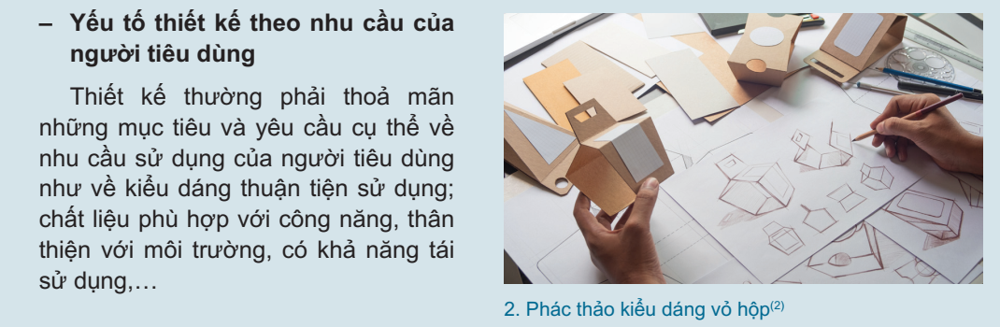 – Yếu tố thiết kế theo nhu cầu của
người tiêu dùng
Thiết kế thường phải thoả mãn
những mục tiêu và yêu cầu cụ thể về
nhu cầu sử dụng của người tiêu dùng
như về kiểu dáng thuận tiện sử dụng;
chất liệu phù hợp với công năng, thân
thiện với môi trường, có khả năng tái
sử dụng,…
2. Phác thảo kiểu dáng vỏ hộp(2)